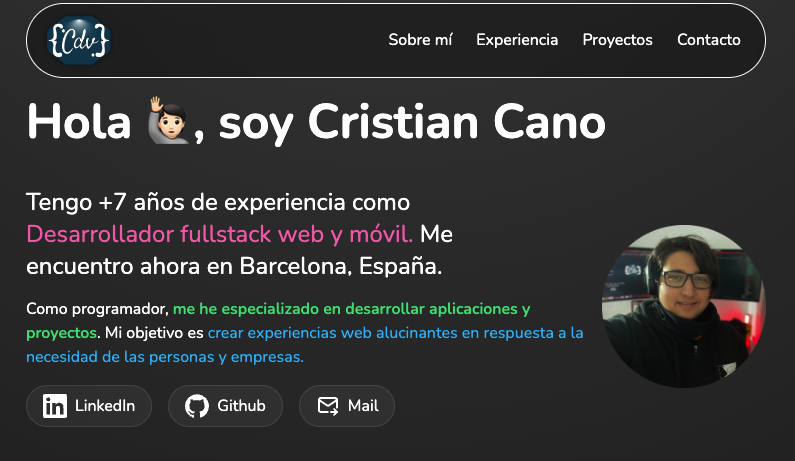 {Cdv.}
Sobre mí Experiencia Proyectos Contacto
Hola 🙋🏻‍♂️, soy Cristian Cano
Tengo +7 años de experiencia como
Desarrollador fullstack web y móvil. Me
encuentro ahora en Barcelona, España.
Como programador, me he especializado en desarrollar aplicaciones y
proyectos. Mi objetivo es crear experiencias web alucinantes en respuesta a la
necesidad de las personas y empresas.
LinkedIn Github Mail